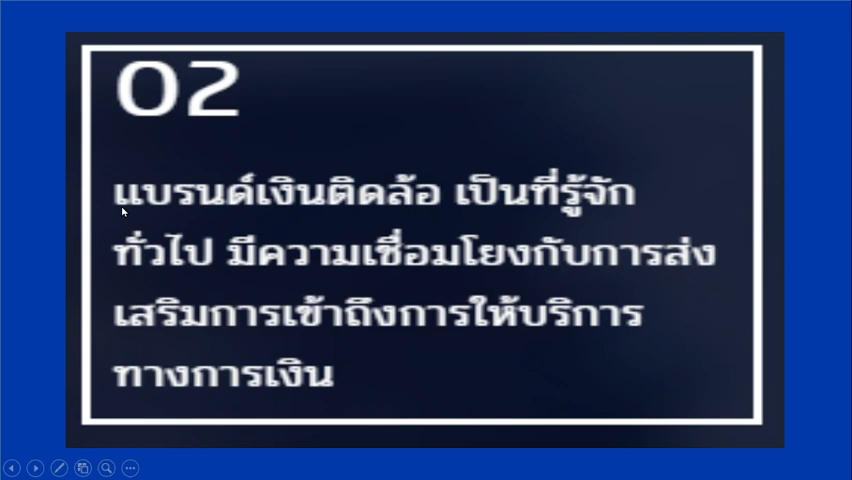 02
แบรนด์เงินติดล้อ เป็นที่รู้จัก
ทั่วไป มีความเชื่อมโยงกับการส่ง
เสริมการเข้าถึงการให้บริการ
ทางการเงิน